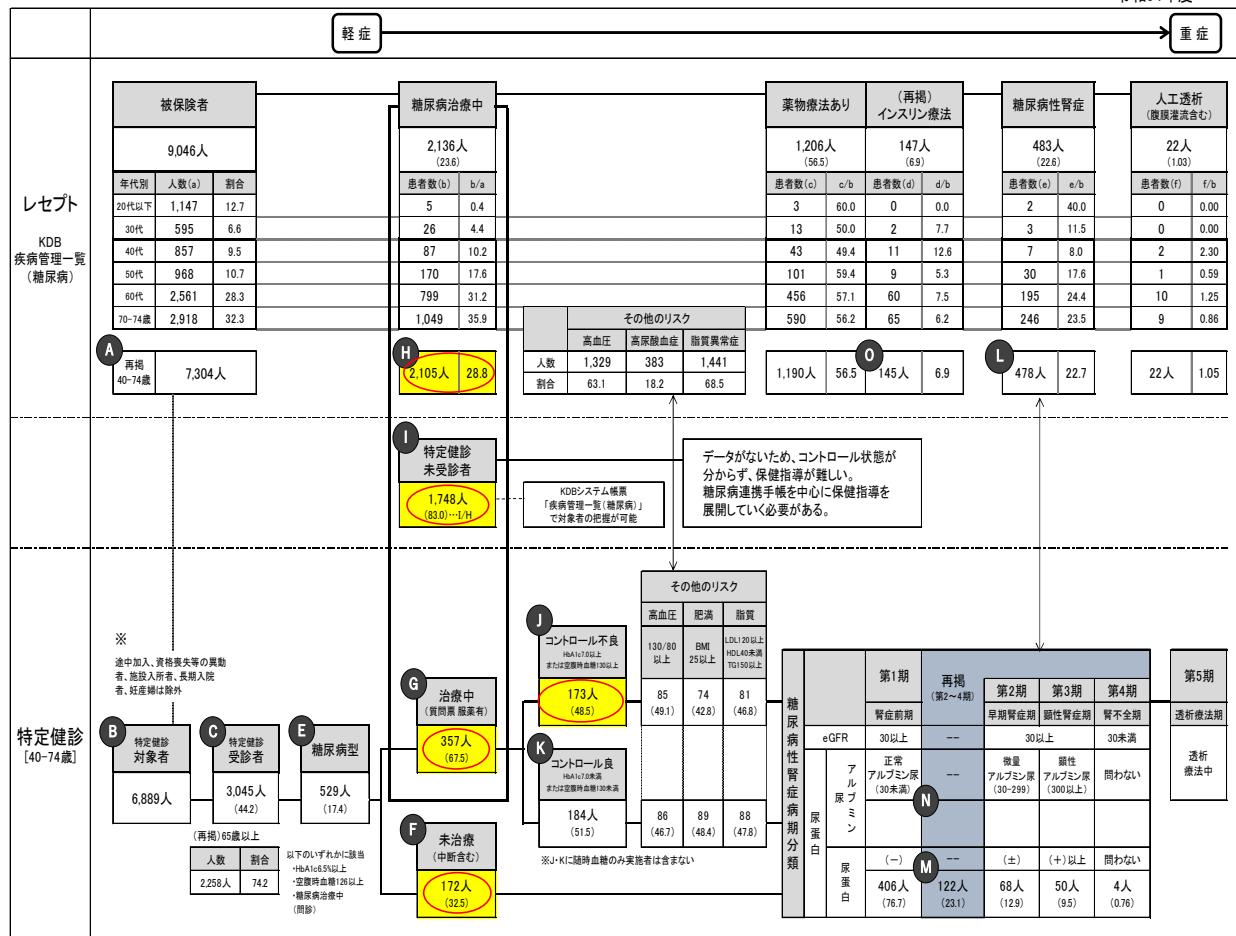 軽症
重症
レセプト
KDB
疾病管理一覧
(糖尿病)
被保険者
9,046人
年代別 人数(a) 割合
20代以下 1,147 12.7
30代 595 6.6
40代 857 9.5
50代 968 10.7
60代 2,561 28.3
70-74歳 2,918 32.3
A
再掲
40-74歳
7,304人
糖尿病治療中
2,136人
(23.6)
患者数(b) b/a
5 0.4
26 4.4
87 10.2
170 17.6
799 31.2
1,049 35.9
H
2,105人 28.8
その他のリスク
高血圧 高尿酸血症 脂質異常症
人数 1,329 383 1,441
割合 63.1 18.2 68.5
薬物療法あり
1,206人
(56.5)
患者数(c) c/b
3 60.0
13 50.0
43 49.4
101 59.4
456 57.1
590 56.2
1,190人 56.5
(再掲)
インスリン療法
147人
(6.9)
患者数(d) d/b
0 0.0
2 7.7
11 12.6
9 5.3
60 7.5
65 6.2
O
145人 6.9
糖尿病性腎症
483人
(22.6)
患者数(e) e/b
2 40.0
3 11.5
7 8.0
30 17.6
195 24.4
246 23.5
L
478人 22.7
人工透析
(腹膜灌流含む)
22人
(1.03)
患者数(f) f/b
0 0.00
0 0.00
2 2.30
1 0.59
10 1.25
9 0.86
22人 1.05
I
特定健診
未受診者
1,748人
(83.0)…I/H
KDBシステム帳票
「疾病管理一覧(糖尿病)」
で対象者の把握が可能
データがないため、コントロール状態が
分からず、保健指導が難しい。
糖尿病連携手帳を中心に保健指導を
展開していく必要がある。
特定健診
[40-74歳]
※
途中加入、資格喪失等の異動
者、施設入所者、長期入院
者、妊産婦は除外
B
特定健診
対象者
6,889人
C
特定健診
受診者
3,045人
(44.2)
(再掲)65歳以上
人数 割合
2,258人 74.2
E
糖尿病型
529人
(17.4)
以下のいずれかに該当
・HbA1c6.5%以上
・空腹時血糖126以上
・糖尿病治療中
(問診)
G
治療中
(質問票 服薬有)
357人
(67.5)
F
未治療
(中断含む)
172人
(32.5)
J
コントロール不良
HbA1c7.0以上
または空腹時血糖130以上
173人
(48.5)
K
コントロール良
HbA1c7.0未満
または空腹時血糖130未満
184人
(51.5)
※J・Kに随時血糖のみ実施者は含まない
その他のリスク
高血圧 肥満 脂質
130/80
以上
BMI
25以上
LDL120以上
HDL40未満
TG150以上
85 74 81
(49.1) (42.8) (46.8)
86 89 88
(46.7) (48.4) (47.8)
糖尿病性腎症病期分類
第1期
腎症前期
再掲
(第2~4期)
第2期
早期腎症期
第3期
顕性腎症期
第4期
腎不全期
第5期
透析療法期
eGFR 30以上 -- 30以上 30未満
透析
療法中
尿蛋白
尿アルブミン
正常
アルブミン尿
(30未満)
--
微量
アルブミン尿
(30-299)
顕性
アルブミン尿
(300以上)
問わない
N
尿蛋白
(-) -- (±) (+)以上 問わない
M
406人 122人 68人 50人 4人
(76.7) (23.1) (12.9) (9.5) (0.76)